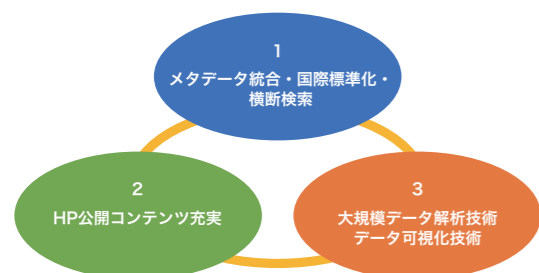 1
メタデータ統合・国際標準化・
横断検索
2
HP公開コンテンツ充実
3
大規模データ解析技術
データ可視化技術